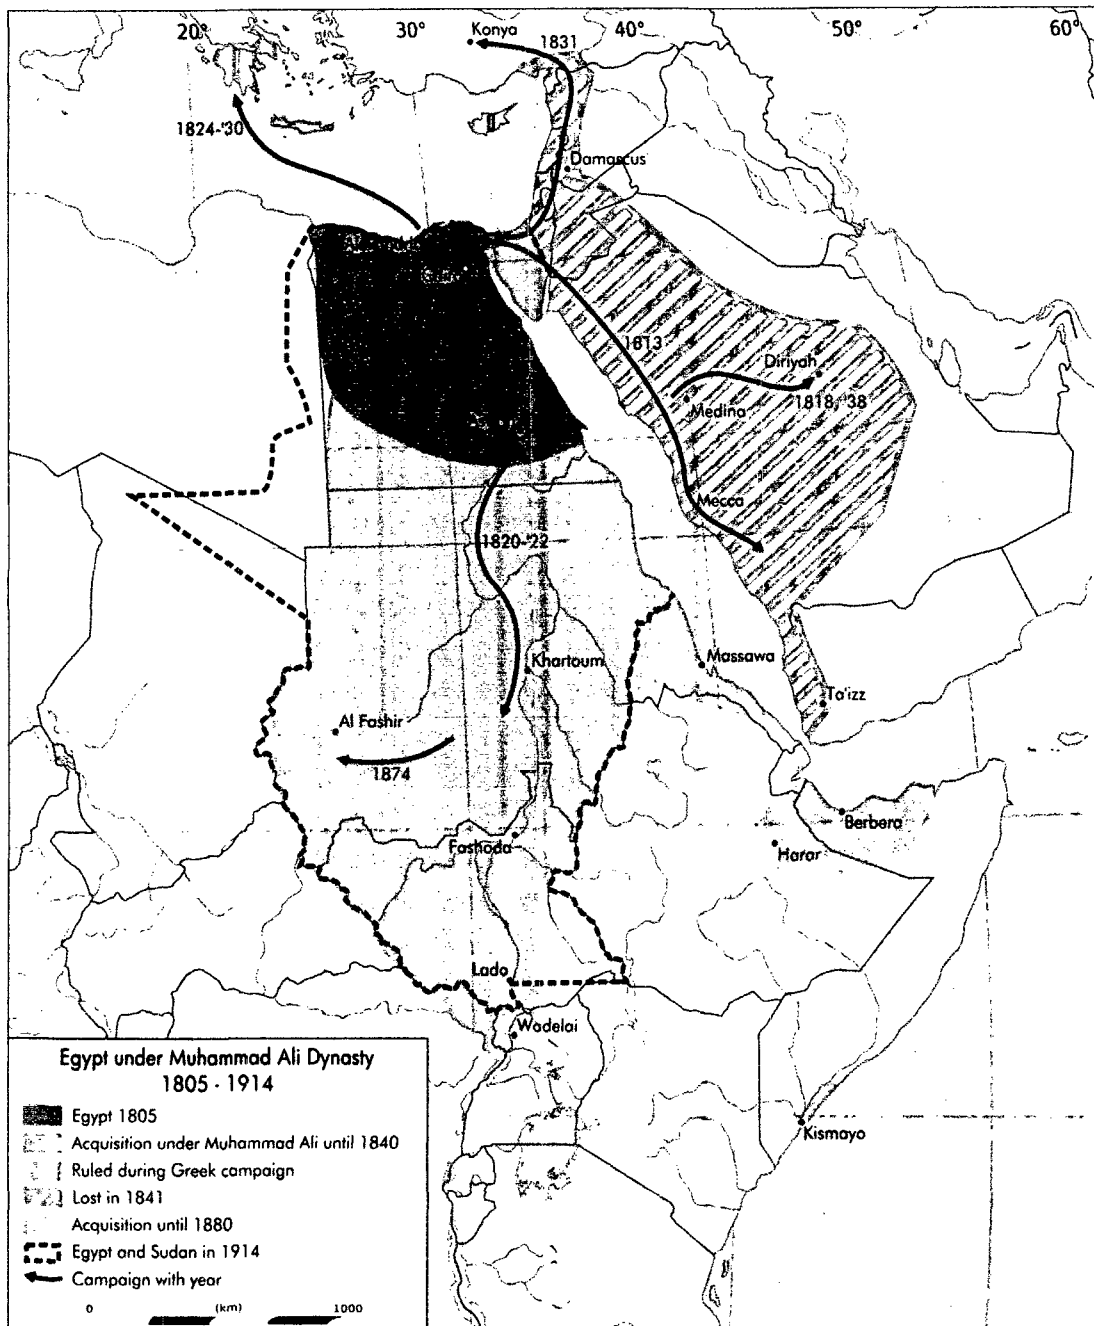 20° 30° 40° 50° 60°
Konya
1831
1824-'30
Damascus
1813
Diriyah
1818, '38
Medina
Mecca
1820-'22
Khartoum
Massawa
Ta'izz
Al Fashir
1874
Berbera
Fashoda
Harar
Lado
Wadelai
Kismayo
Egypt under Muhammad Ali Dynasty
1805 - 1914
Egypt 1805
Acquisition under Muhammad Ali until 1840
Ruled during Greek campaign
Lost in 1841
Acquisition until 1880
Egypt and Sudan in 1914
Campaign with year
0 (km) 1000